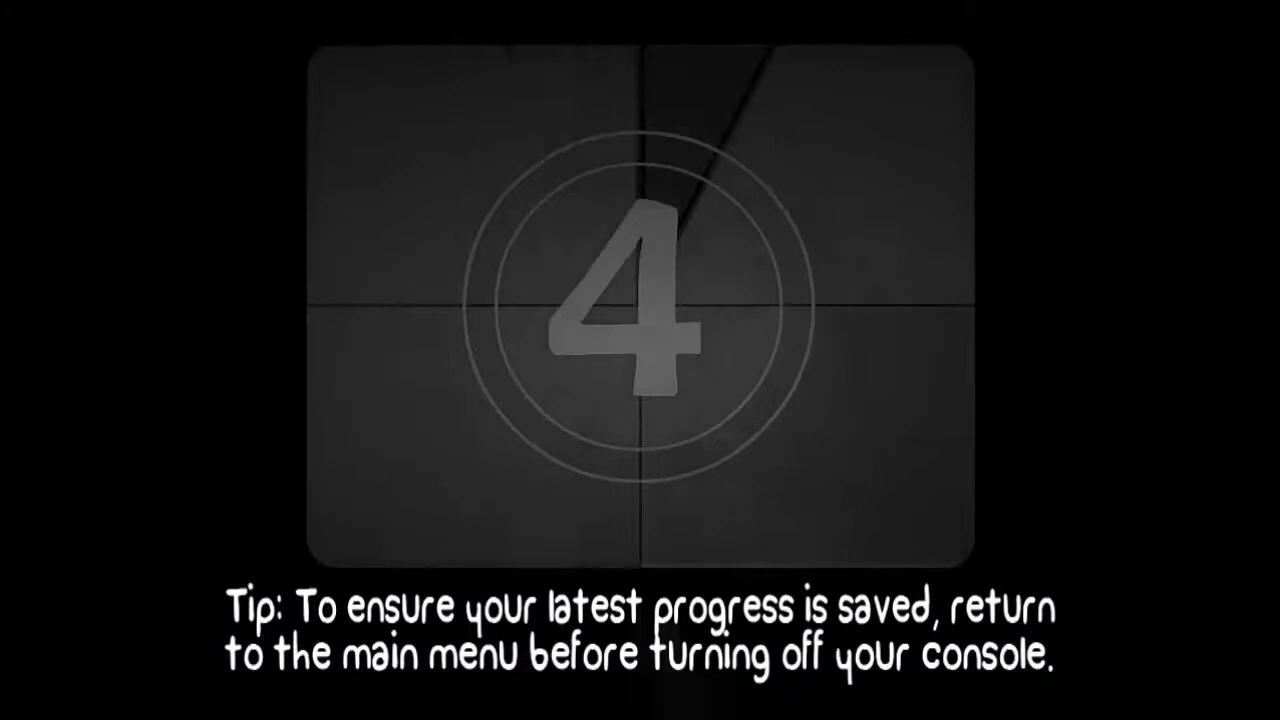 4
Tip: To ensure your latest progress is saved, return
to the main menu before turning off your console.